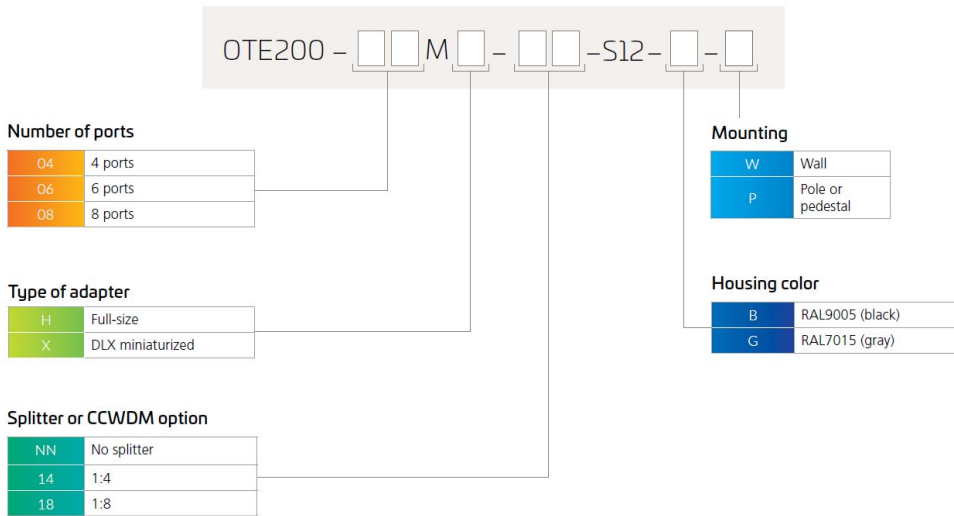 OTE200 – M – –S12– –
Number of ports
04 4 ports
06 6 ports
08 8 ports
Mounting
W Wall
P Pole or
pedestal
Type of adapter
H Full-size
X DLX miniaturized
Housing color
B RAL9005 (black)
G RAL7015 (gray)
Splitter or CCWDM option
NN No splitter
14 1:4
18 1:8